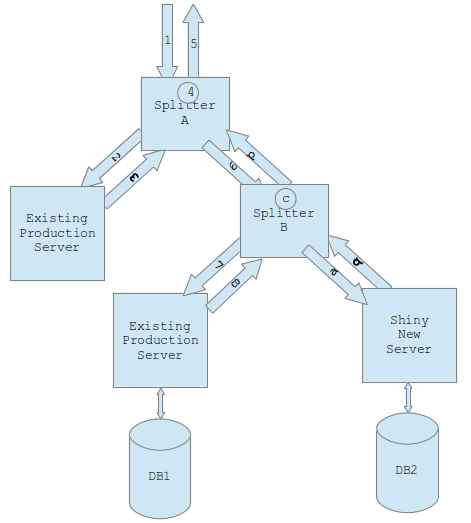 1
5
4
Splitter
A
2
3
6
d
c
Splitter
B
Existing
Production
Server
7
8
a
b
Existing
Production
Server
Shiny
New
Server
DB1
DB2